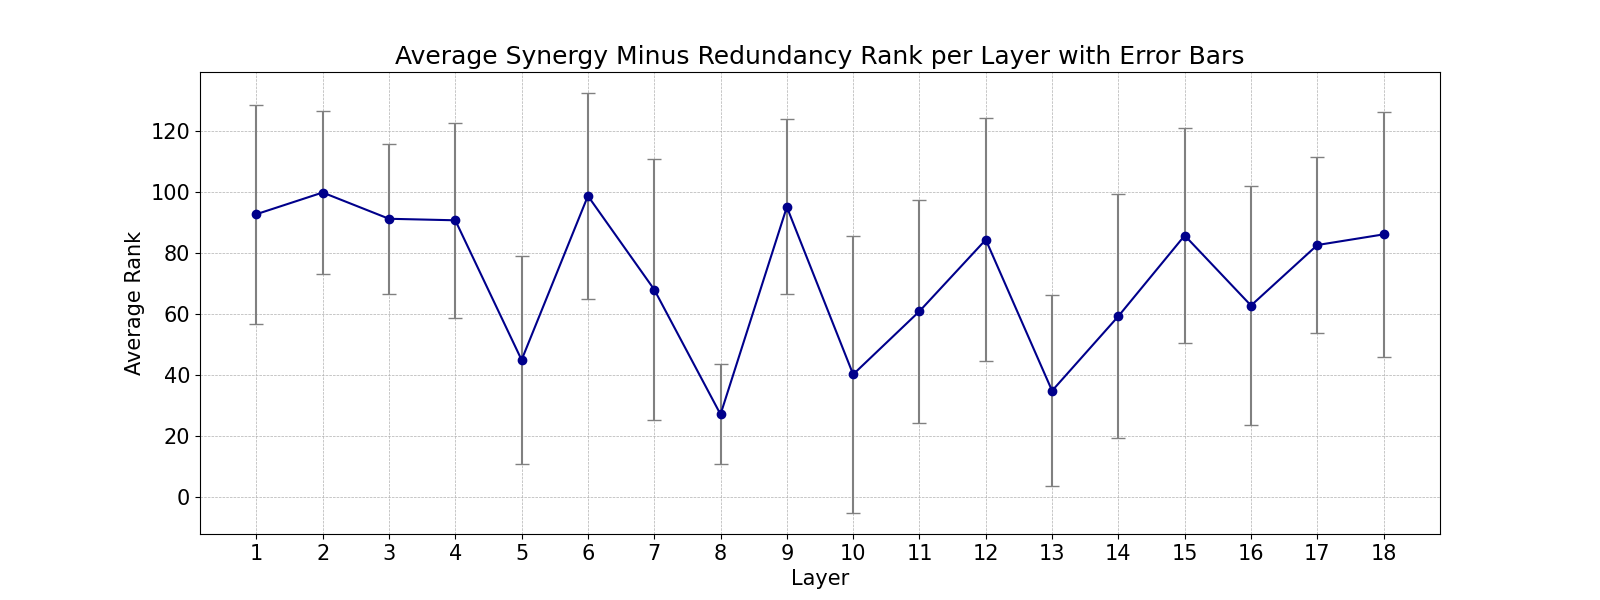 Average Synergy Minus Redundancy Rank per Layer with Error Bars
Average Rank
120
100
80
60
40
20
0
1 2 3 4 5 6 7 8 9 10 11 12 13 14 15 16 17 18
Layer